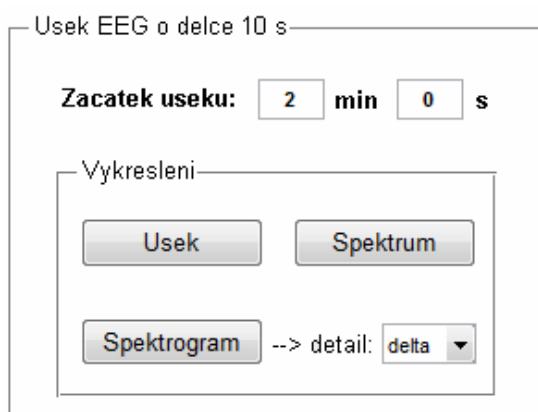 Usek EEG o delce 10 s
Zacatek useku: 2 min 0 s
Vykresleni
Usek Spektrum
Spektrogram --> detail: delta